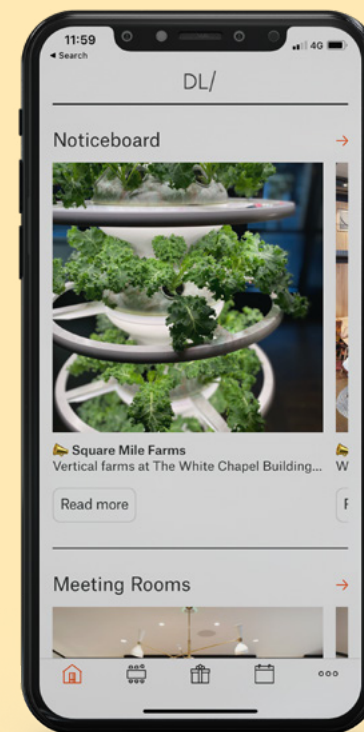 11:59
4G
Search
DL/
Noticeboard
Square Mile Farms
Vertical farms at The White Chapel Building...
W
Read more
Meeting Rooms